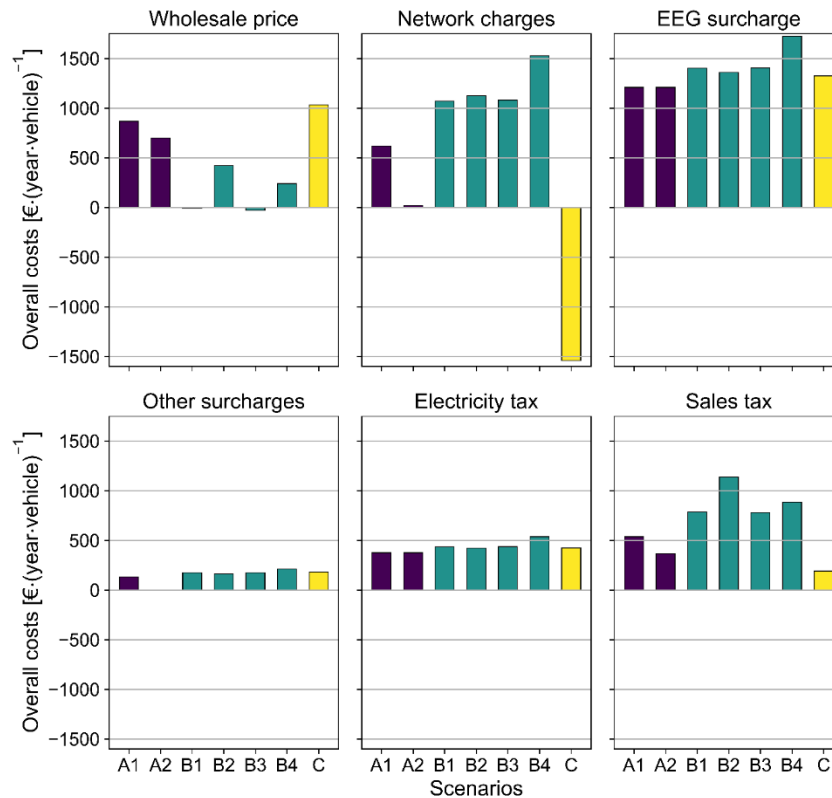 Wholesale price
Network charges
EEG surcharge
Overall costs [€·(year·vehicle)⁻¹]
1500
1000
500
0
−500
−1000
−1500
Other surcharges
Electricity tax
Sales tax
Overall costs [€·(year·vehicle)⁻¹]
1500
1000
500
0
−500
−1000
−1500
A1 A2 B1 B2 B3 B4 C
A1 A2 B1 B2 B3 B4 C
A1 A2 B1 B2 B3 B4 C
Scenarios